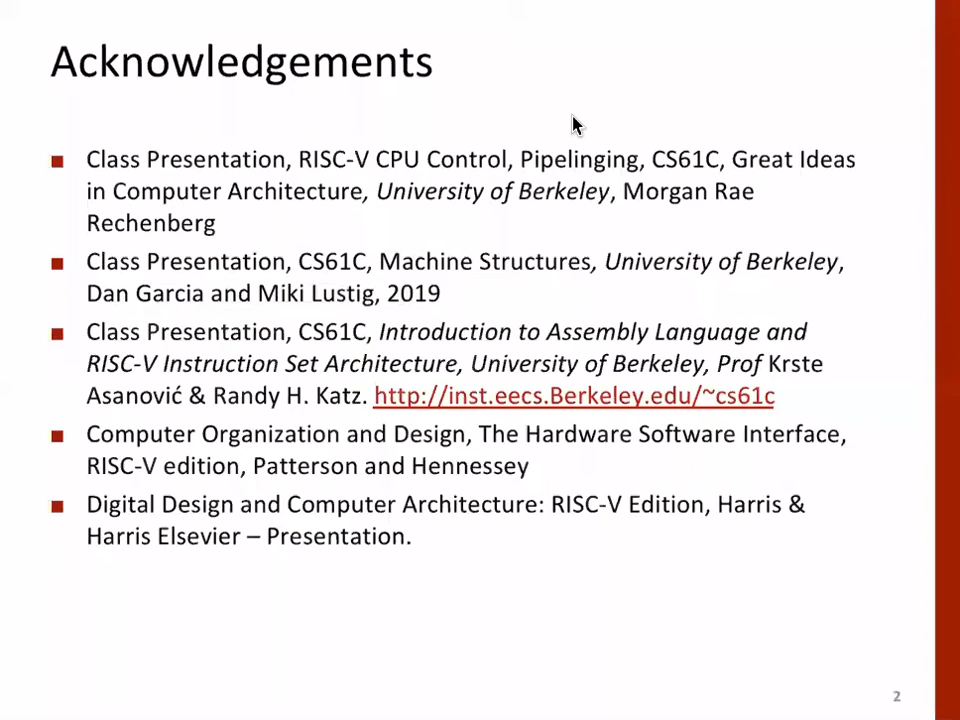 Acknowledgements
■ Class Presentation, RISC-V CPU Control, Pipelinging, CS61C, Great Ideas
in Computer Architecture, University of Berkeley, Morgan Rae
Rechenberg
■ Class Presentation, CS61C, Machine Structures, University of Berkeley,
Dan Garcia and Miki Lustig, 2019
■ Class Presentation, CS61C, Introduction to Assembly Language and
RISC-V Instruction Set Architecture, University of Berkeley, Prof Krste
Asanović & Randy H. Katz. http://inst.eecs.Berkeley.edu/~cs61c
■ Computer Organization and Design, The Hardware Software Interface,
RISC-V edition, Patterson and Hennessey
■ Digital Design and Computer Architecture: RISC-V Edition, Harris &
Harris Elsevier – Presentation.
2